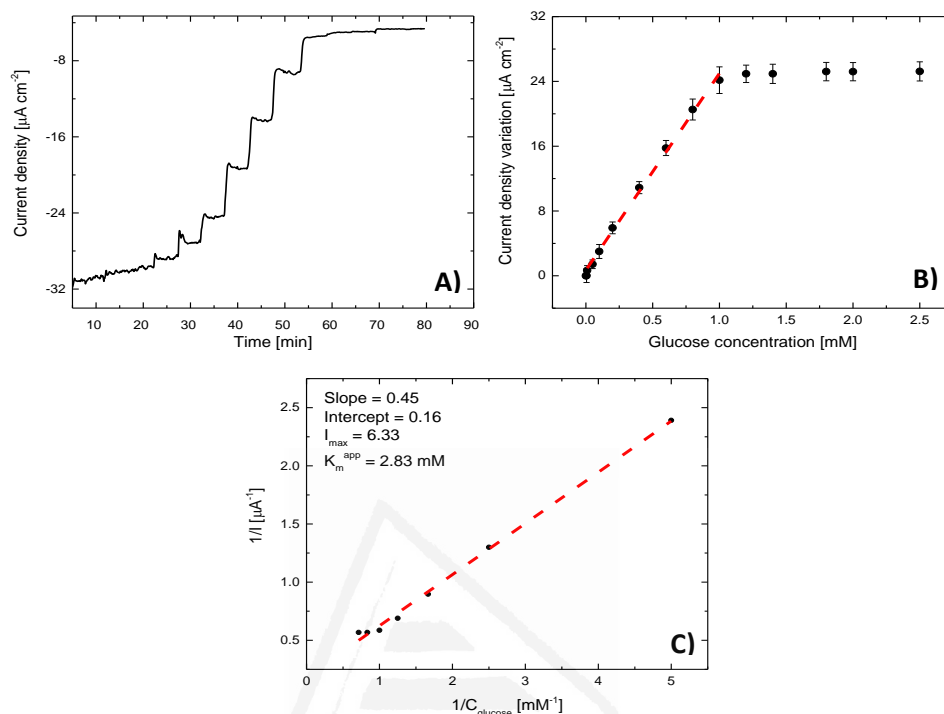 Current density [µA cm⁻²]
-8
-16
-24
-32
10 20 30 40 50 60 70 80 90
Time [min]
A)
Current density variation [µA cm⁻²]
32
24
16
8
0
0.0 0.5 1.0 1.5 2.0 2.5
Glucose concentration [mM]
B)
Slope = 0.45
Intercept = 0.16
I_max = 6.33
K_m^app = 2.83 mM
1/I [µA⁻¹]
2.5
2.0
1.5
1.0
0.5
0 1 2 3 4 5
1/C_glucose [mM⁻¹]
C)